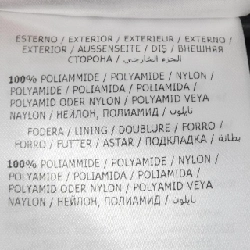 ESTERNO / EXTERIOR / EXTERIEUR / EXTERNO /
EXTERIOR / AUSSENSEITE / DIŞ / ВНЕШНАЯ
СТОРОНА / الجزء الخارجي
100% POLIAMMIDE / POLYAMIDE / NYLON /
POLYAMIDE / POLIAMIDA / POLIAMIDA /
POLYAMID ODER NYLON / POLYAMID VEYA
NAYLON / НЕЙЛОН, ПОЛИАМИД / نايلون
FODERA / LINING / DOUBLURE / FORRO /
FORRO / FUTTER / ASTAR / ПОДКЛАДКА / بطانة
100% POLIAMMIDE / POLYAMIDE / NYLON /
POLYAMIDE / POLIAMIDA / POLIAMIDA /
POLYAMID ODER NYLON / POLYAMID VEYA
NAYLON / НЕЙЛОН, ПОЛИАМИД / نايلون